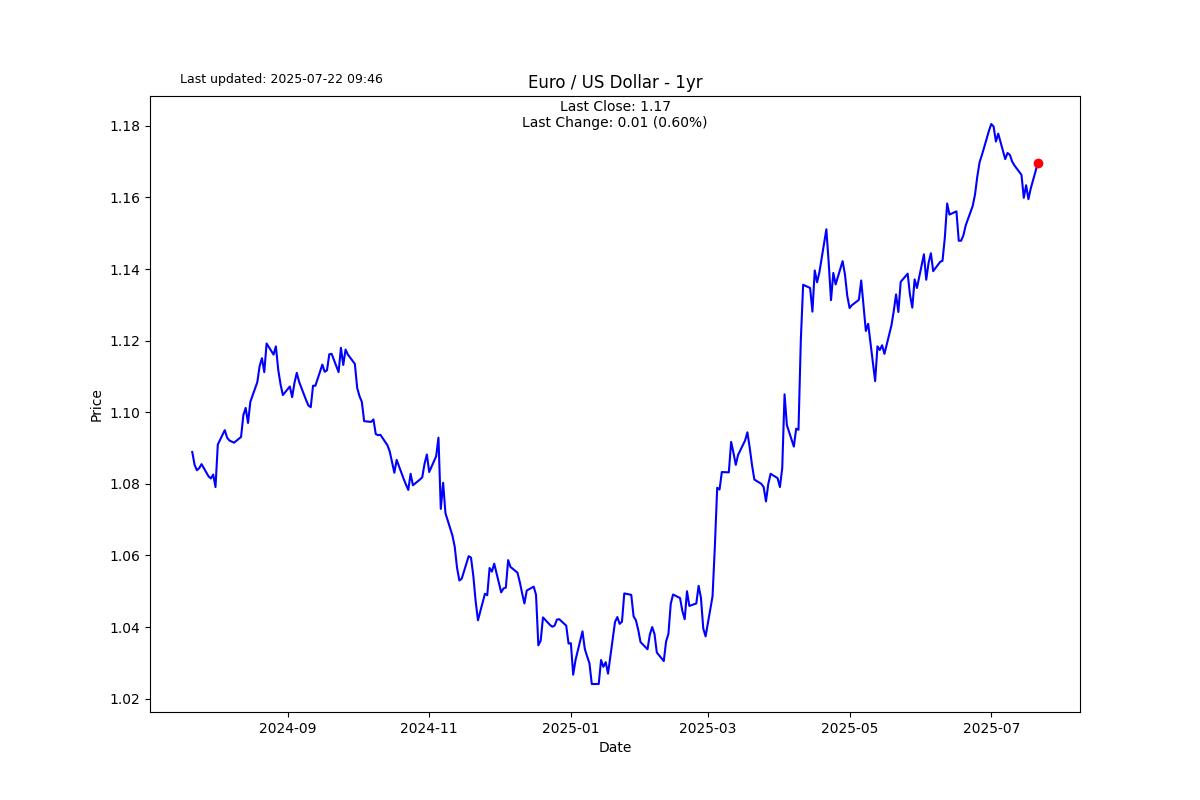 Last updated: 2025-07-22 09:46
Euro / US Dollar - 1yr
Last Close: 1.17
Last Change: 0.01 (0.60%)
1.18
1.16
1.14
1.12
1.10
1.08
1.06
1.04
1.02
Price
2024-09
2024-11
2025-01
2025-03
2025-05
2025-07
Date